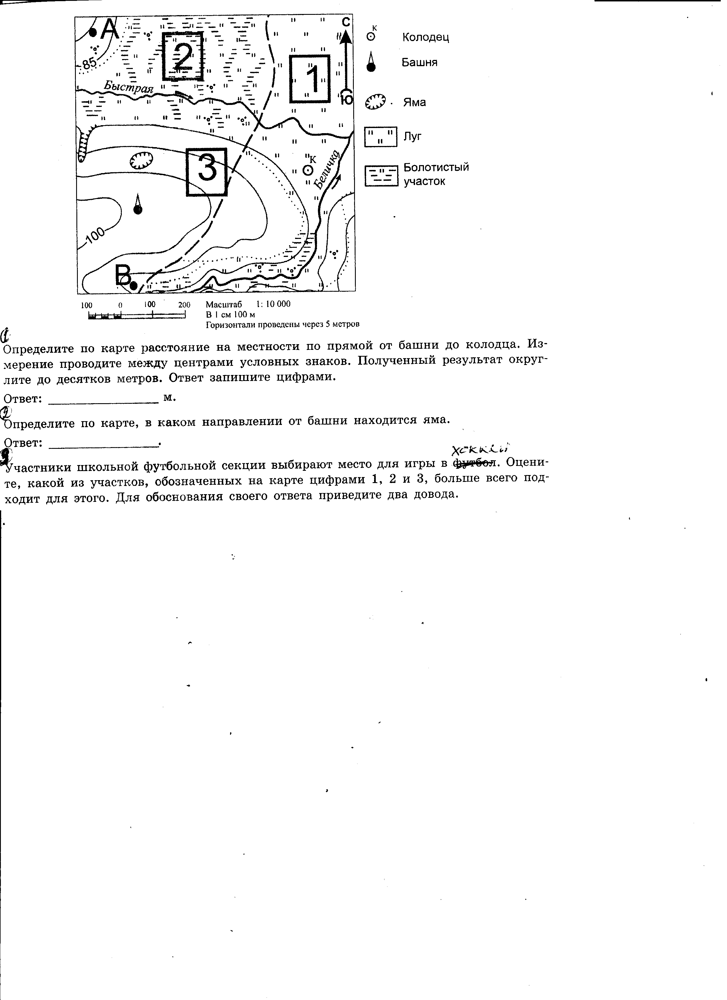 А
С
К
Колодец
2
85
Башня
1
Быстрая
Ю
Яма
Луг
3
К
Беличка
Болотистый
участок
100
В
100 0 100 200
Масштаб 1: 10 000
В 1 см 100 м
Горизонтали проведены через 5 метров
1
Определите по карте расстояние на местности по прямой от башни до колодца. Из-
мерение проводите между центрами условных знаков. Полученный результат округ-
лите до десятков метров. Ответ запишите цифрами.
Ответ: ______________ м.
2
Определите по карте, в каком направлении от башни находится яма.
Ответ: ______________.
хоккей
3
Участники школьной футбольной секции выбирают место для игры в футбол. Оцени-
те, какой из участков, обозначенных на карте цифрами 1, 2 и 3, больше всего под-
ходит для этого. Для обоснования своего ответа приведите два довода.